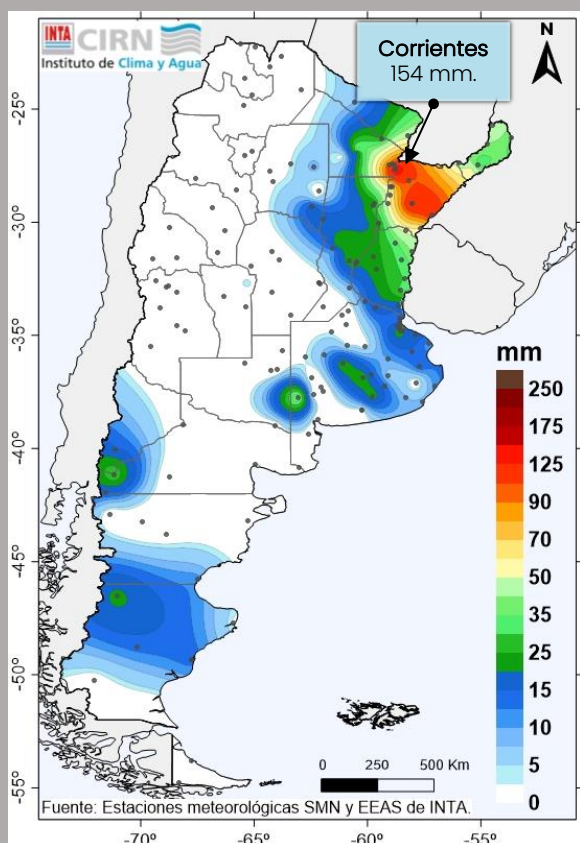 INTA CIRN
Instituto de Clima y Agua
Corrientes
154 mm.
N
-25°
-30°
-35°
-40°
-45°
-50°
-55°
mm
250
175
125
90
70
50
35
25
15
10
5
0
0 250 500 Km
Fuente: Estaciones meteorológicas SMN y EEAS de INTA.
-70° -65° -60° -55°